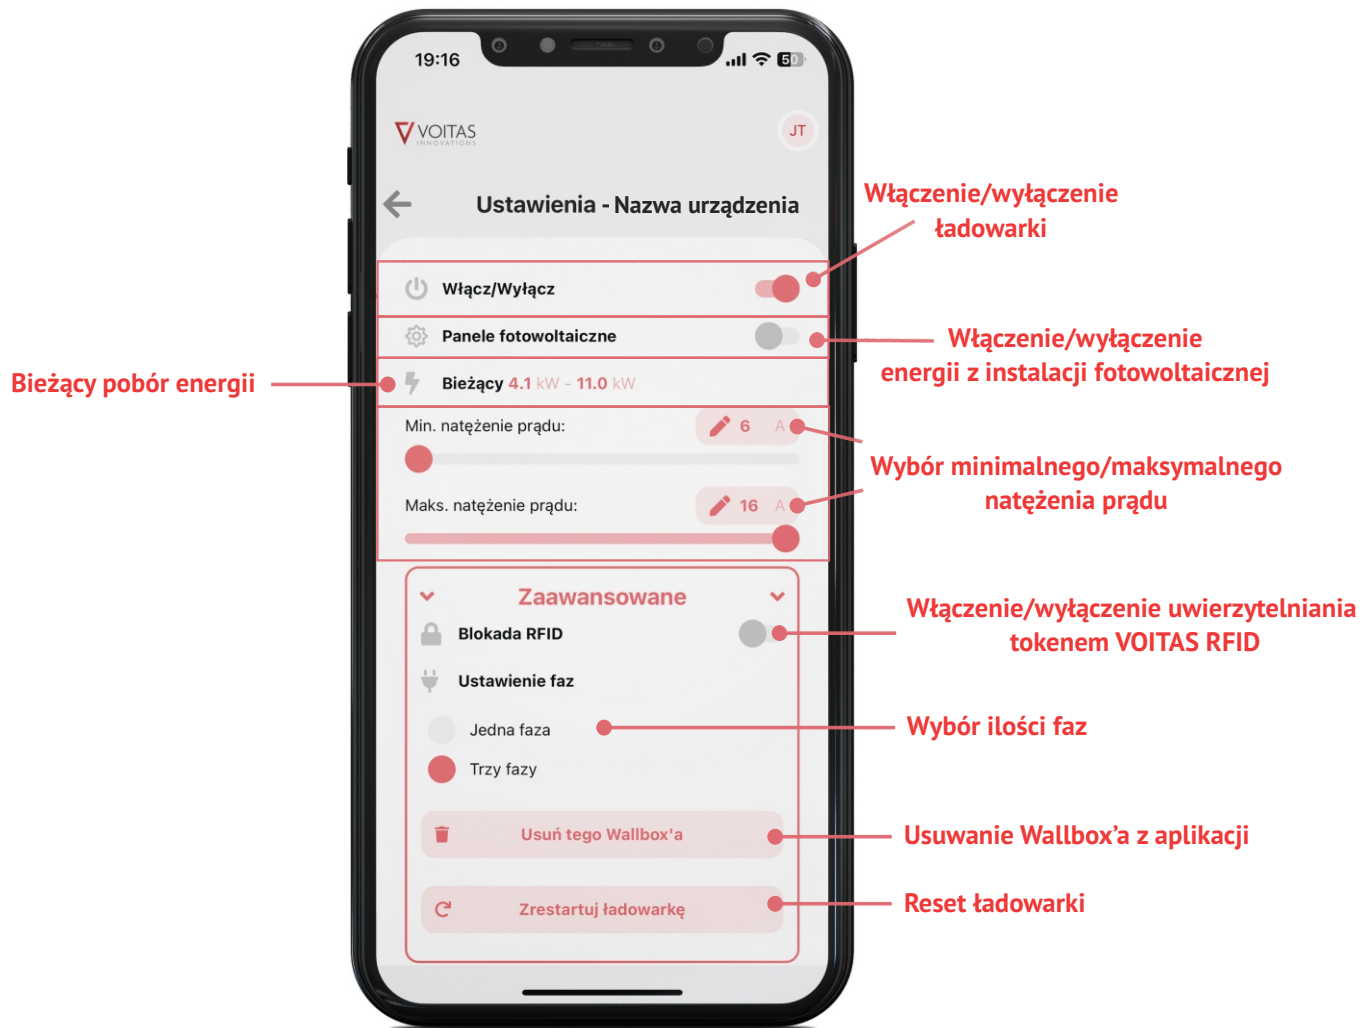 19:16
50
VOITAS
INNOVATIONS
JT
Ustawienia - Nazwa urządzenia
Włączenie/wyłączenie
ładowarki
Włącz/Wyłącz
Panele fotowoltaiczne
Włączenie/wyłączenie
energii z instalacji fotowoltaicznej
Bieżący pobór energii
Bieżący 4.1 kW - 11.0 kW
Min. natężenie prądu:
6 A
Wybór minimalnego/maksymalnego
natężenia prądu
Maks. natężenie prądu:
16 A
Zaawansowane
Blokada RFID
Włączenie/wyłączenie uwierzytelniania
tokenem VOITAS RFID
Ustawienie faz
Jedna faza
Wybór ilości faz
Trzy fazy
Usuń tego Wallbox'a
Usuwanie Wallbox’a z aplikacji
Zrestartuj ładowarkę
Reset ładowarki